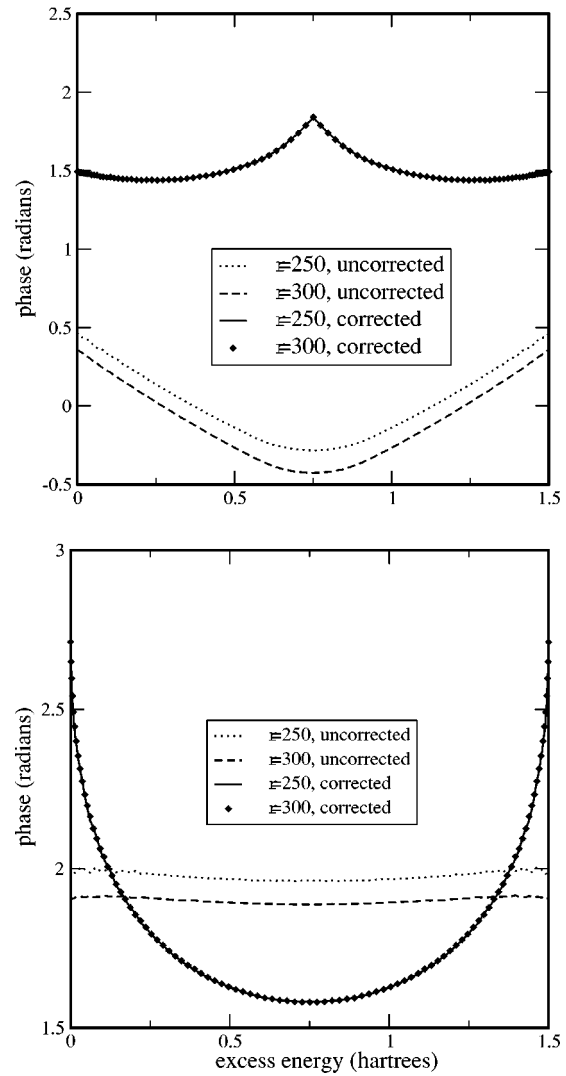 2.5
2
1.5
1
0.5
0
-0.5
phase (radians)
r=250, uncorrected
r=300, uncorrected
r=250, corrected
r=300, corrected
0 0.5 1 1.5
3
2.5
2
1.5
phase (radians)
r=250, uncorrected
r=300, uncorrected
r=250, corrected
r=300, corrected
0 0.5 1 1.5
excess energy (hartrees)